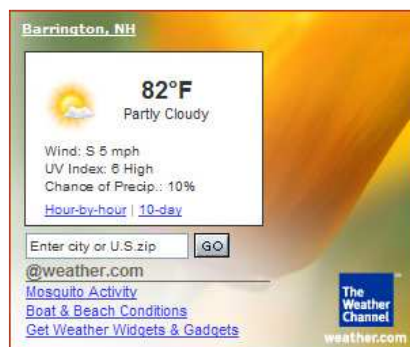 Barrington, NH
82°F
Partly Cloudy
Wind: S 5 mph
UV Index: 6 High
Chance of Precip.: 10%
Hour-by-hour | 10-day
Enter city or U.S.zip GO
@weather.com
Mosquito Activity
Boat & Beach Conditions
Get Weather Widgets & Gadgets
The
Weather
Channel
weather.com